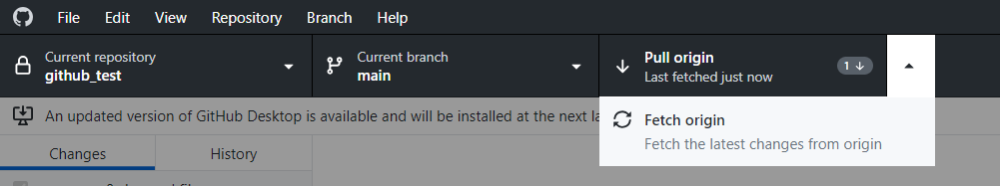 File Edit View Repository Branch Help
Current repository
github_test
Current branch
main
Pull origin
Last fetched just now
1
An updated version of GitHub Desktop is available and will be installed at the next
Fetch origin
Fetch the latest changes from origin
Changes
History